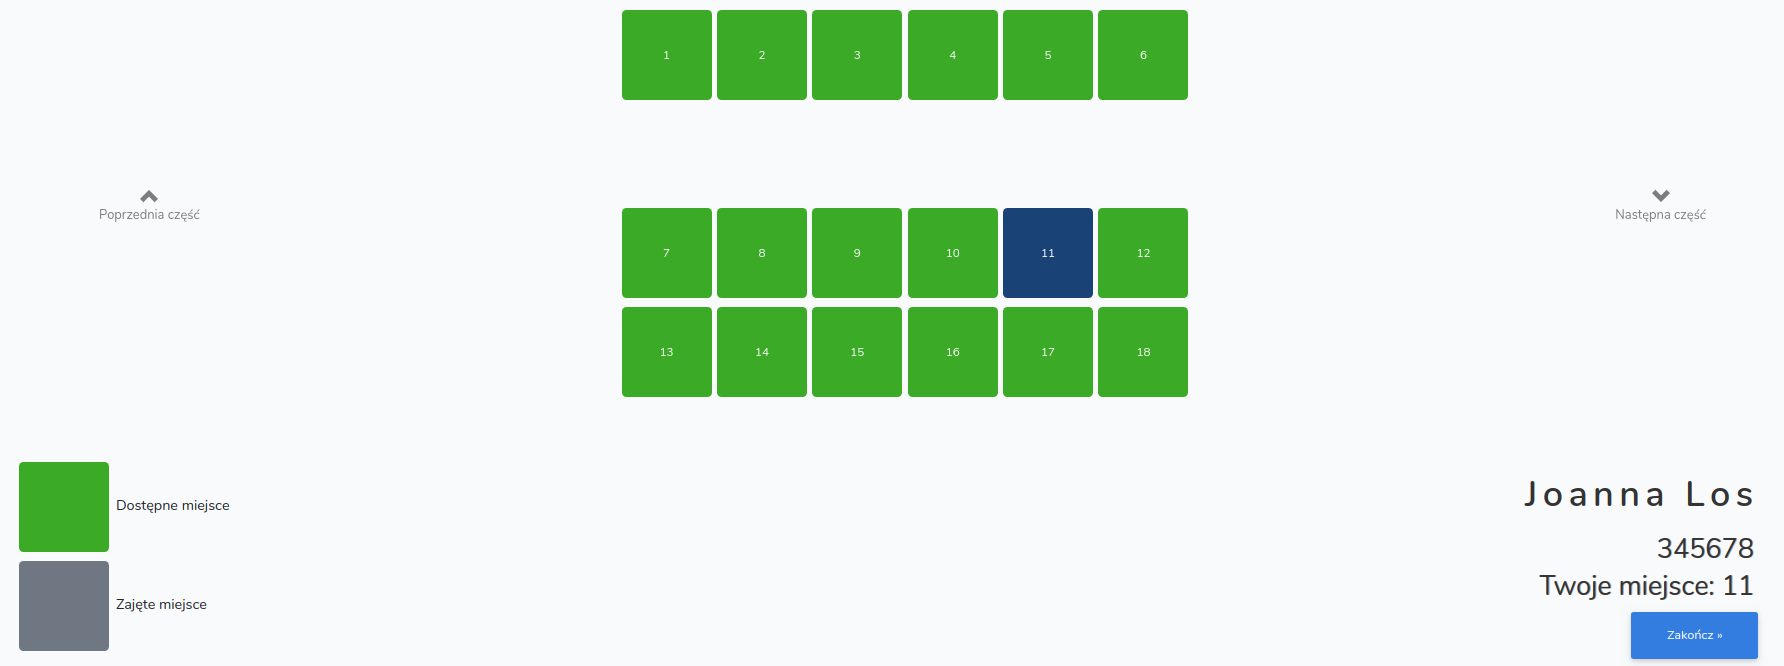 1 2 3 4 5 6
Poprzednia część
Następna część
7 8 9 10 11 12
13 14 15 16 17 18
Dostępne miejsce
Zajęte miejsce
Joanna Los
345678
Twoje miejsce: 11
Zakończ »